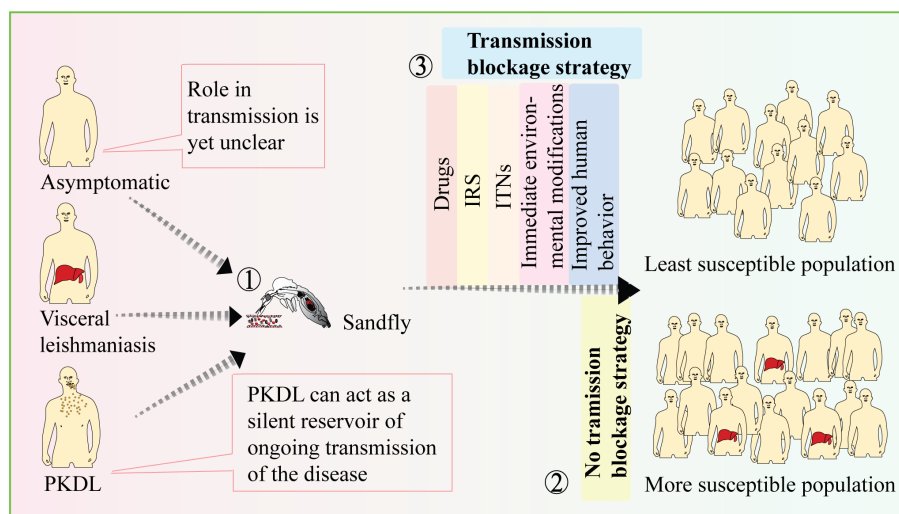 Role in
transmission is
yet unclear
Asymptomatic
Visceral
leishmaniasis
PKDL
PKDL can act as a
silent reservoir of
ongoing transmission
of the disease
①
Sandfly
③
Transmission
blockage strategy
Drugs
IRS
ITNs
Immediate environ-
mental modifications
Improved human
behavior
②
No tramission
blockage strategy
Least susceptible population
More susceptible population